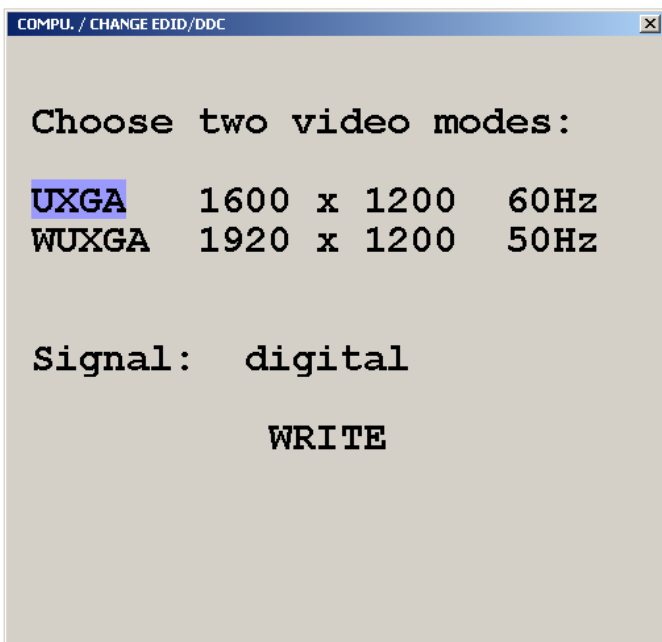 COMPU. / CHANGE EDID/DDC
Choose two video modes:
UXGA 1600 x 1200 60Hz
WUXGA 1920 x 1200 50Hz
Signal: digital
WRITE